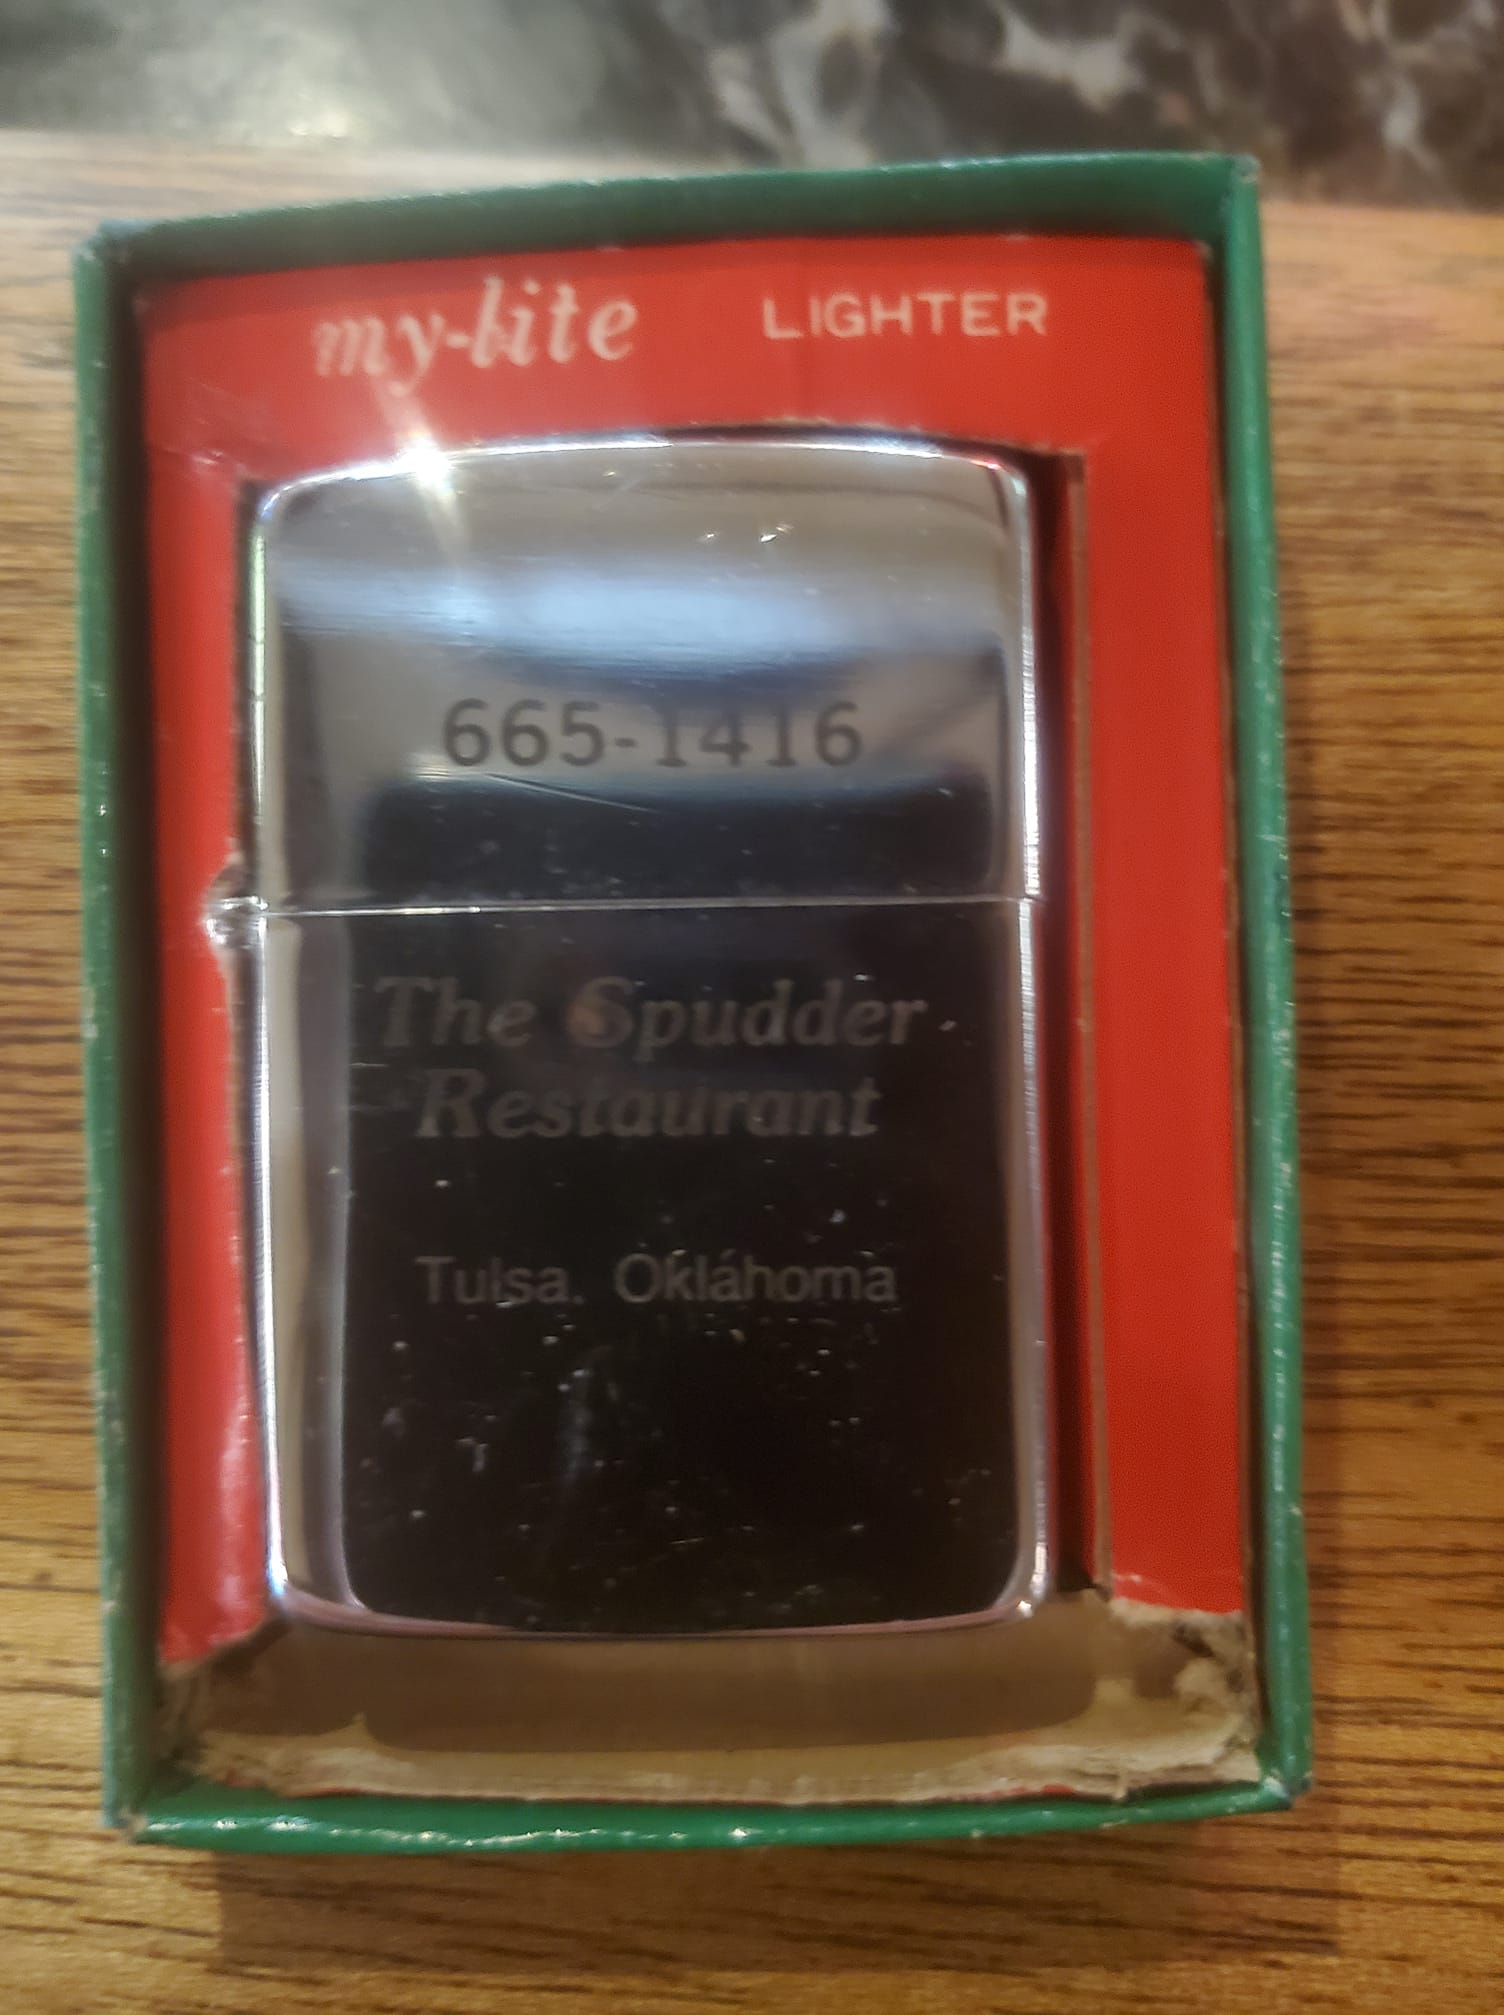 my-lite LIGHTER
665-1416
The Spudder
Restaurant
Tulsa, Oklahoma